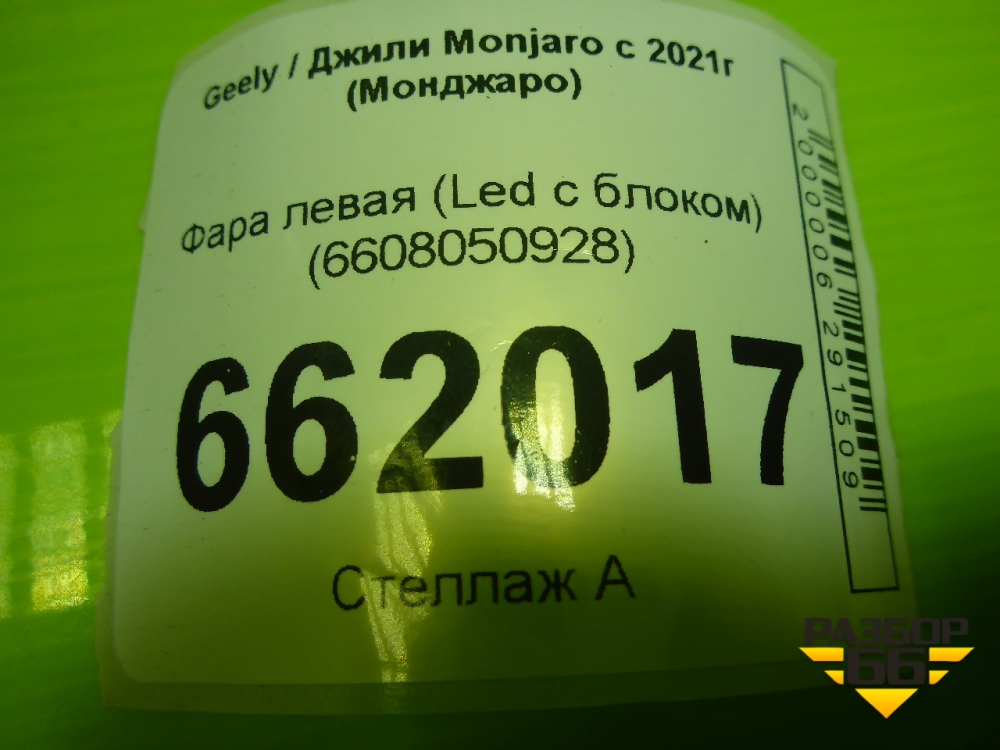 Geely / Джили Monjaro с 2021г
(Монджаро)
Фара левая (Led с блоком)
(6608050928)
662017
Стеллаж А
2000006291509
РАЗБОР
66